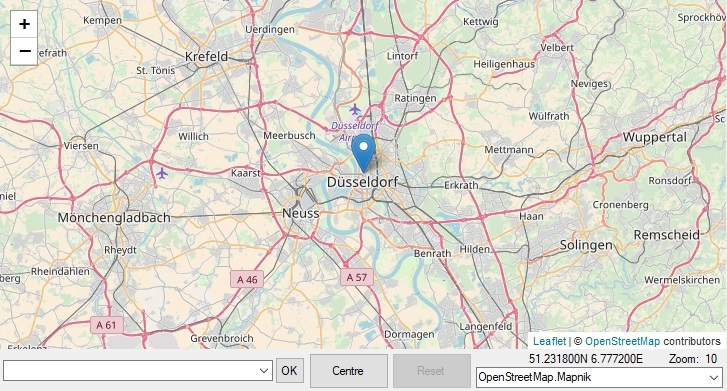 +
−
Kempen
Uerdingen
Kettwig
Sprockhöv
Krefeld
Lintorf
Velbert
refrath
St. Tönis
Heiligenhaus
Neviges
Ratingen
Düsseldorf
Airport
Wülfrath
Willich
Meerbusch
Wuppertal
Viersen
Mettmann
Kaarst
Düsseldorf
Erkrath
Ronsdorf
Mönchengladbach
Neuss
Haan
Cronenberg
Rheydt
Benrath
Hilden
Solingen
Remscheid
Rheindahlen
A 46
A 57
Wermelskirchen
A 61
Grevenbroich
Dormagen
Langenfeld
Erkelenz
Leaflet | © OpenStreetMap contributors
51.231800N 6.777200E Zoom: 10
OK
Centre
Reset
OpenStreetMap.Mapnik